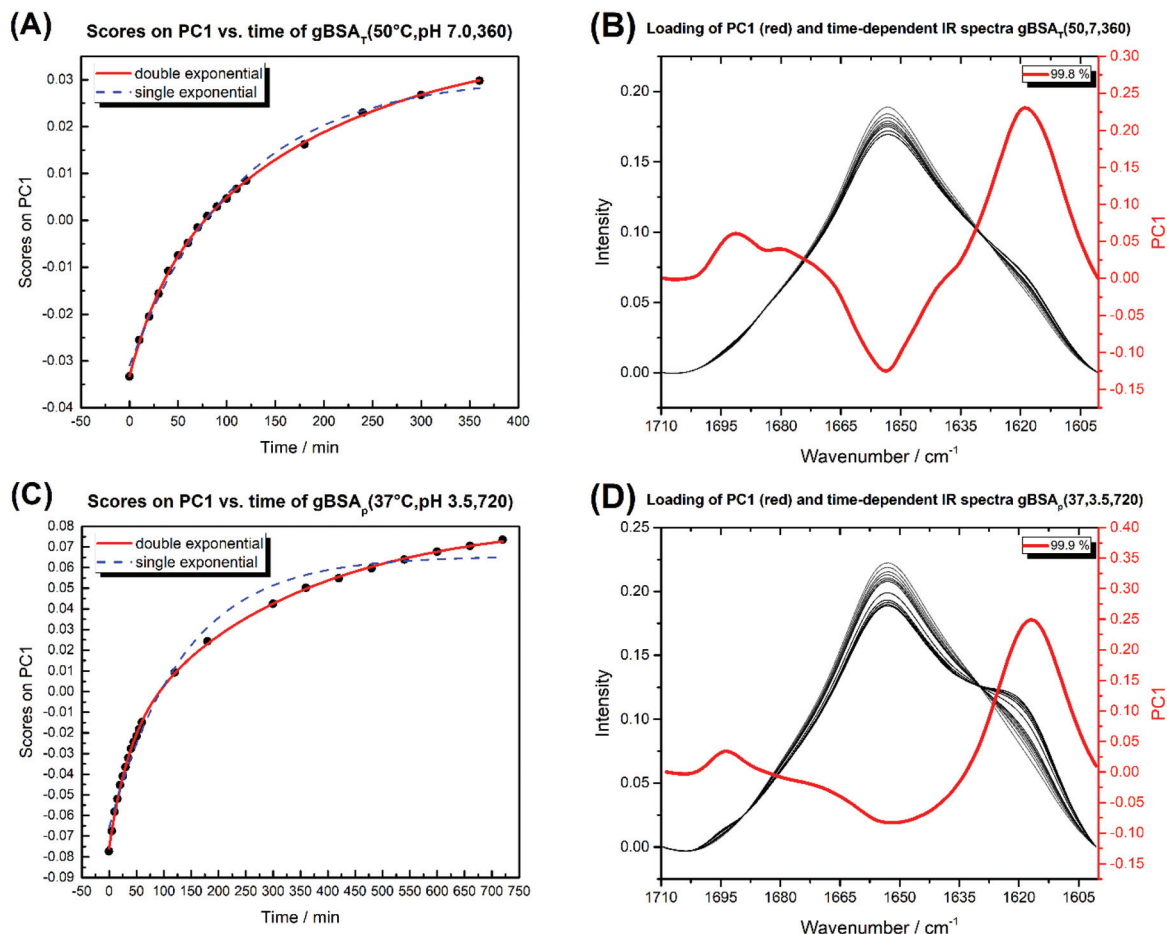 (A)
Scores on PC1 vs. time of gBSA_T(50°C,pH 7.0,360)
double exponential
single exponential
0.03
0.02
0.01
0.00
-0.01
-0.02
-0.03
-0.04
Scores on PC1
-50 0 50 100 150 200 250 300 350 400
Time / min
(B)
Loading of PC1 (red) and time-dependent IR spectra gBSA_T(50,7,360)
99.8 %
0.20
0.15
0.10
0.05
0.00
Intensity
0.30
0.25
0.20
0.15
0.10
0.05
0.00
-0.05
-0.10
-0.15
PC1
1710 1695 1680 1665 1650 1635 1620 1605
Wavenumber / cm⁻¹
(C)
Scores on PC1 vs. time of gBSA_p(37°C,pH 3.5,720)
double exponential
single exponential
0.08
0.07
0.06
0.05
0.04
0.03
0.02
0.01
0.00
-0.01
-0.02
-0.03
-0.04
-0.05
-0.06
-0.07
-0.08
-0.09
Scores on PC1
-50 0 50 100 150 200 250 300 350 400 450 500 550 600 650 700 750
Time / min
(D)
Loading of PC1 (red) and time-dependent IR spectra gBSA_p(37,3.5,720)
99.9 %
0.25
0.20
0.15
0.10
0.05
0.00
Intensity
0.40
0.35
0.30
0.25
0.20
0.15
0.10
0.05
0.00
-0.05
-0.10
-0.15
PC1
1710 1695 1680 1665 1650 1635 1620 1605
Wavenumber / cm⁻¹